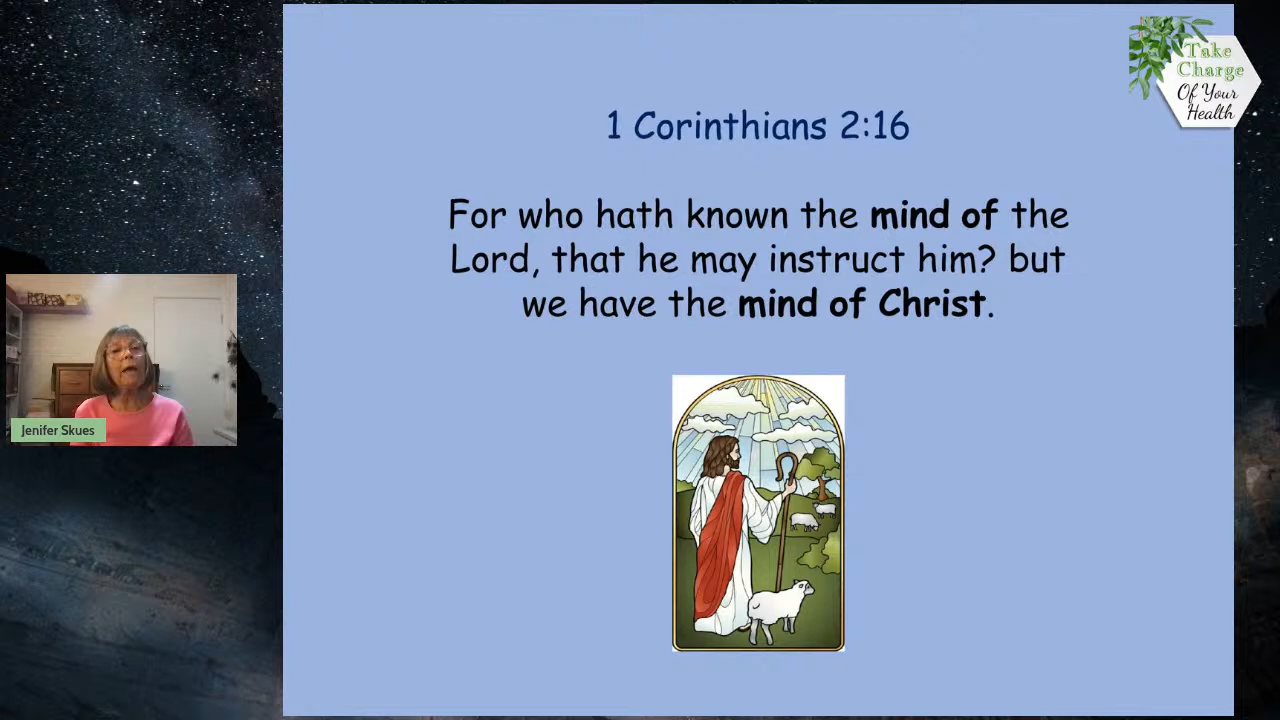 1 Corinthians 2:16
For who hath known the mind of the
Lord, that he may instruct him? but
we have the mind of Christ.
Take
Charge
Of Your
Health
Jenifer Skues